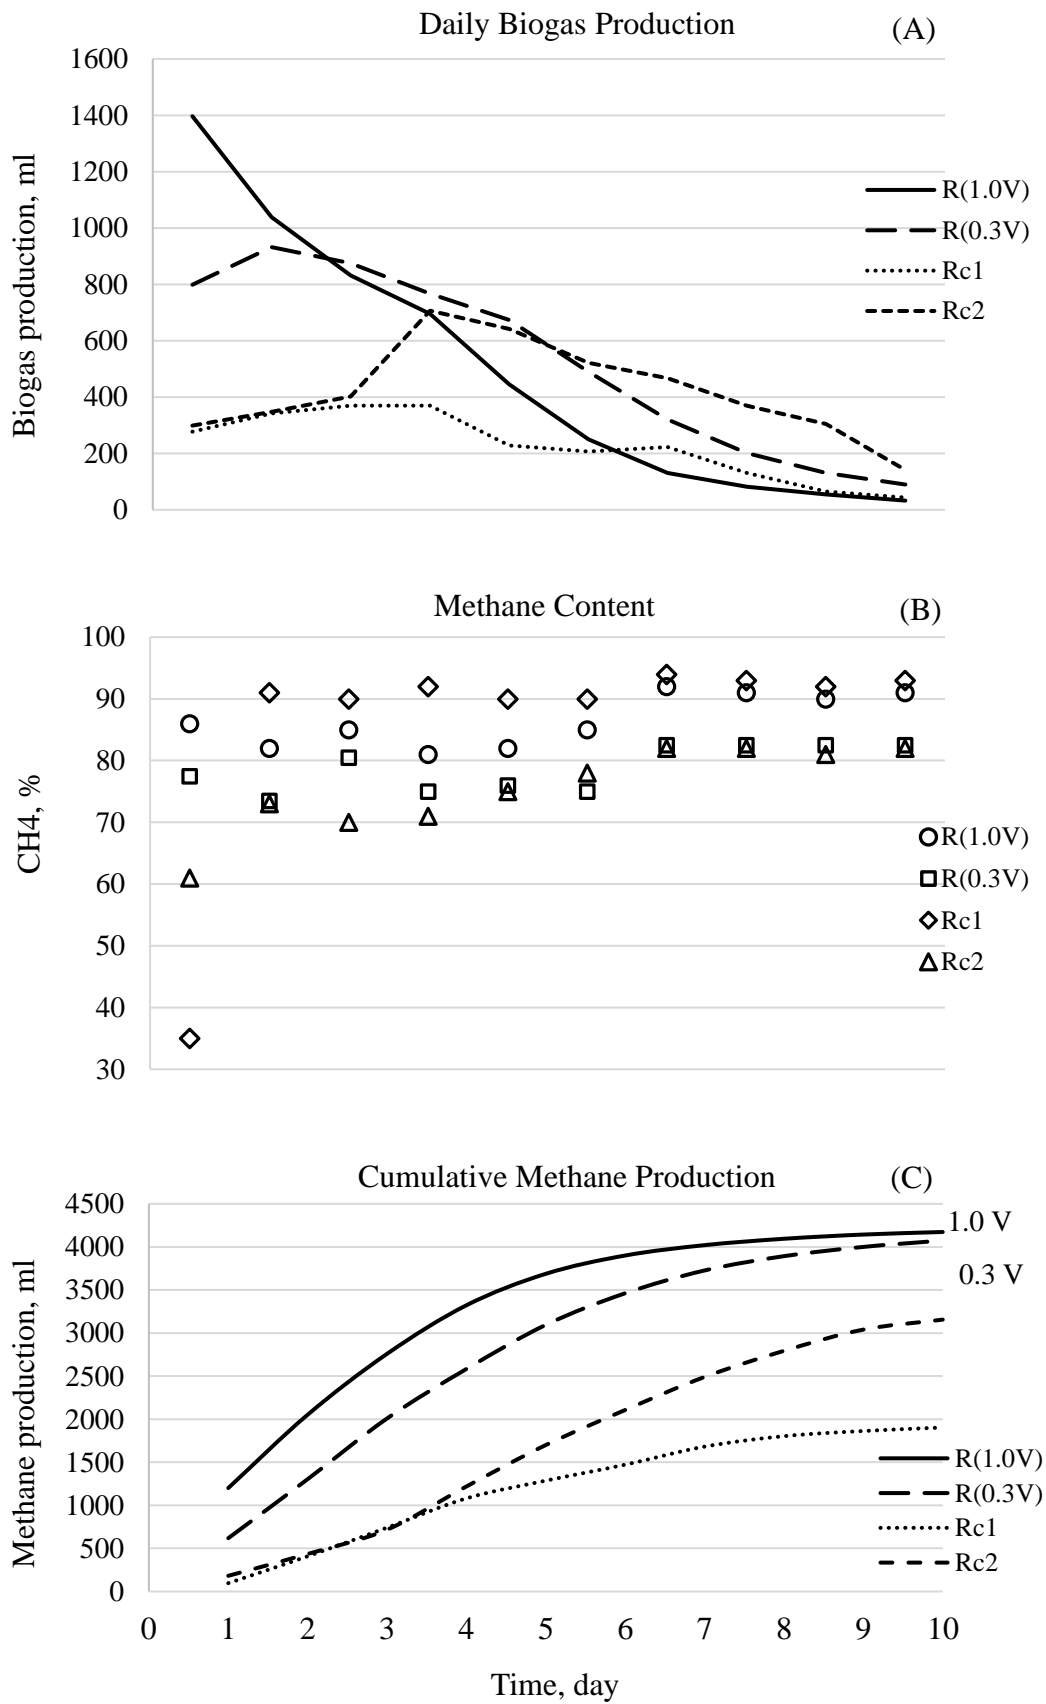 Daily Biogas Production
(A)
1600
1400
1200
1000
800
600
400
200
0
Biogas production, ml
R(1.0V)
R(0.3V)
Rc1
Rc2
Methane Content
(B)
100
90
80
70
60
50
40
30
CH4, %
R(1.0V)
R(0.3V)
Rc1
Rc2
Cumulative Methane Production
(C)
4500
4000
3500
3000
2500
2000
1500
1000
500
0
Methane production, ml
1.0 V
0.3 V
R(1.0V)
R(0.3V)
Rc1
Rc2
0 1 2 3 4 5 6 7 8 9 10
Time, day